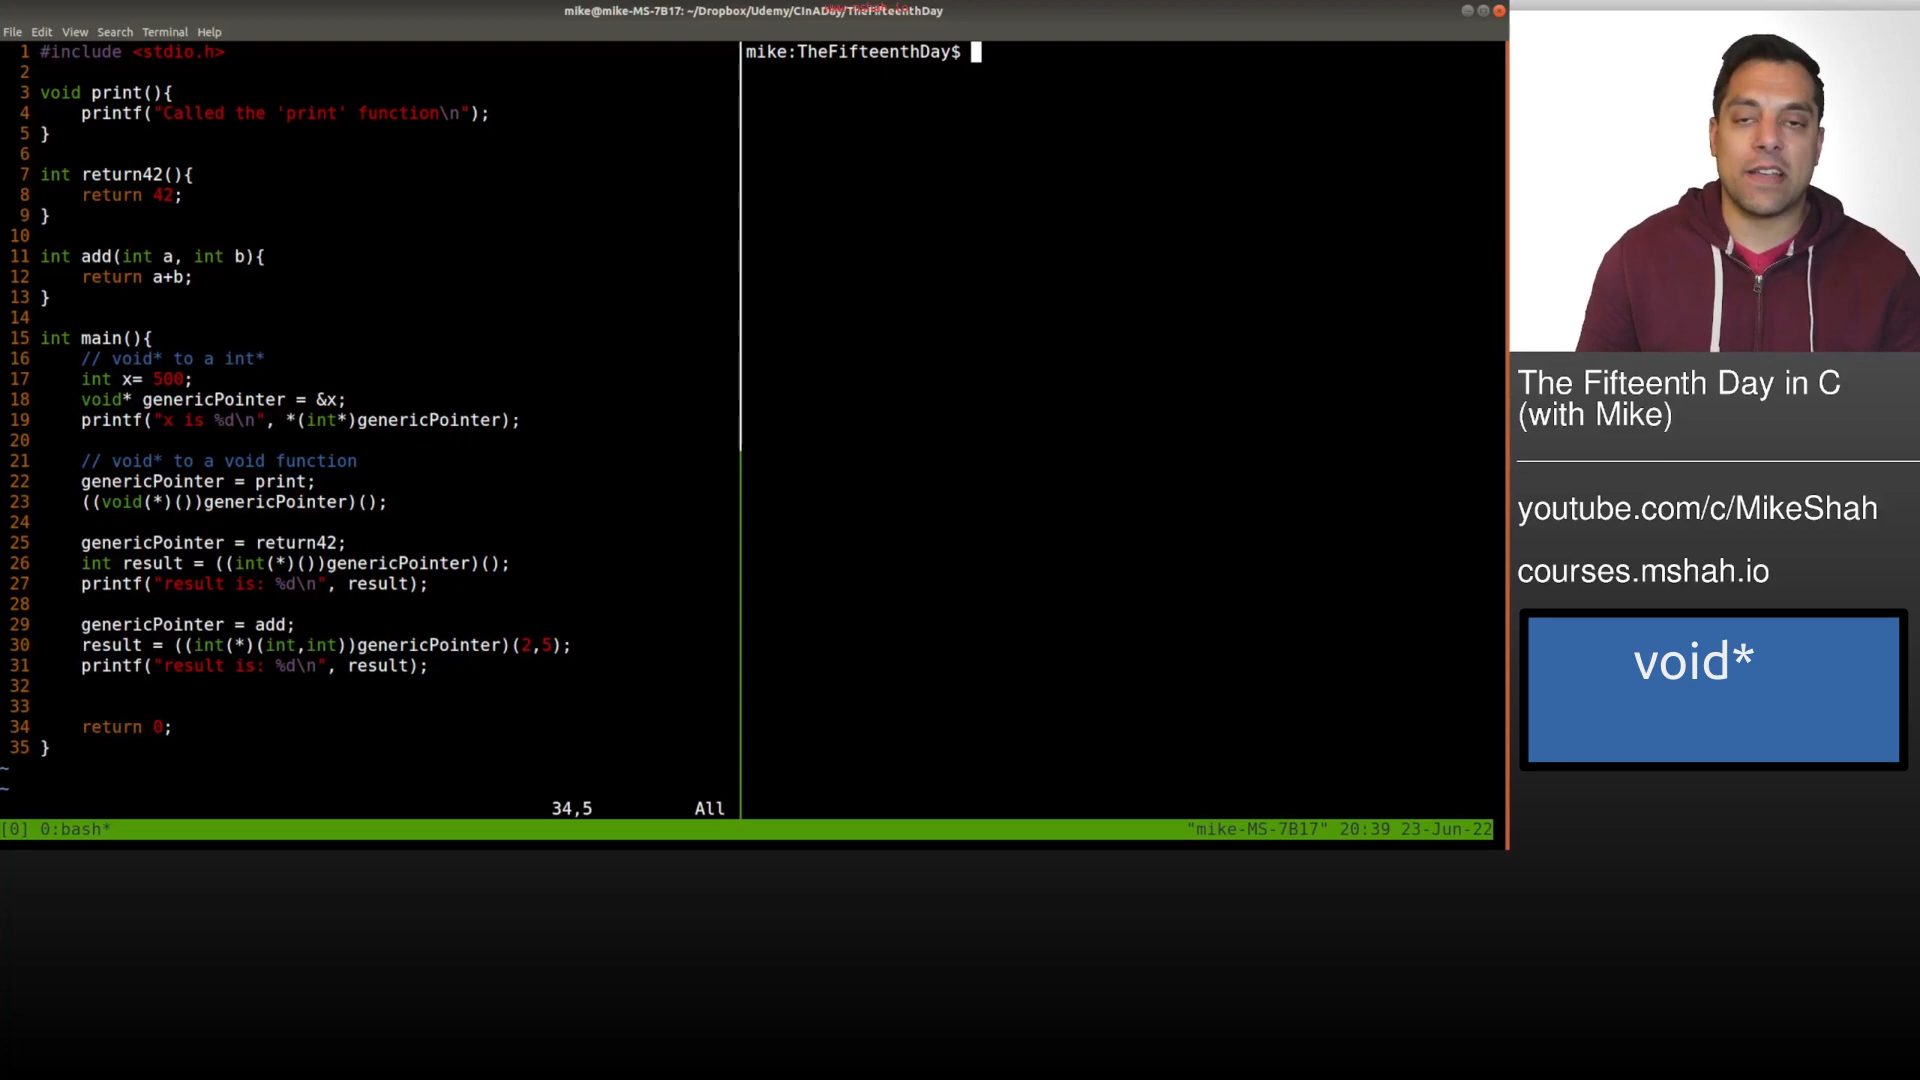 mike@mike-MS-7B17: ~/Dropbox/Udemy/CInADay/TheFifteenthDay
File Edit View Search Terminal Help
1 #include <stdio.h>
2
3 void print(){
4     printf("Called the 'print' function\n");
5 }
6
7 int return42(){
8     return 42;
9 }
10
11 int add(int a, int b){
12     return a+b;
13 }
14
15 int main(){
16     // void* to a int*
17     int x= 500;
18     void* genericPointer = &x;
19     printf("x is %d\n", *(int*)genericPointer);
20
21     // void* to a void function
22     genericPointer = print;
23     ((void(*)())genericPointer)();
24
25     genericPointer = return42;
26     int result = ((int(*)())genericPointer)();
27     printf("result is: %d\n", result);
28
29     genericPointer = add;
30     result = ((int(*)(int,int))genericPointer)(2,5);
31     printf("result is: %d\n", result);
32
33
34     return 0;
35 }
~
~
34,5 All
mike:TheFifteenthDay$
[0] 0:bash* "mike-MS-7B17" 20:39 23-Jun-22
The Fifteenth Day in C
(with Mike)
youtube.com/c/MikeShah
courses.mshah.io
void*